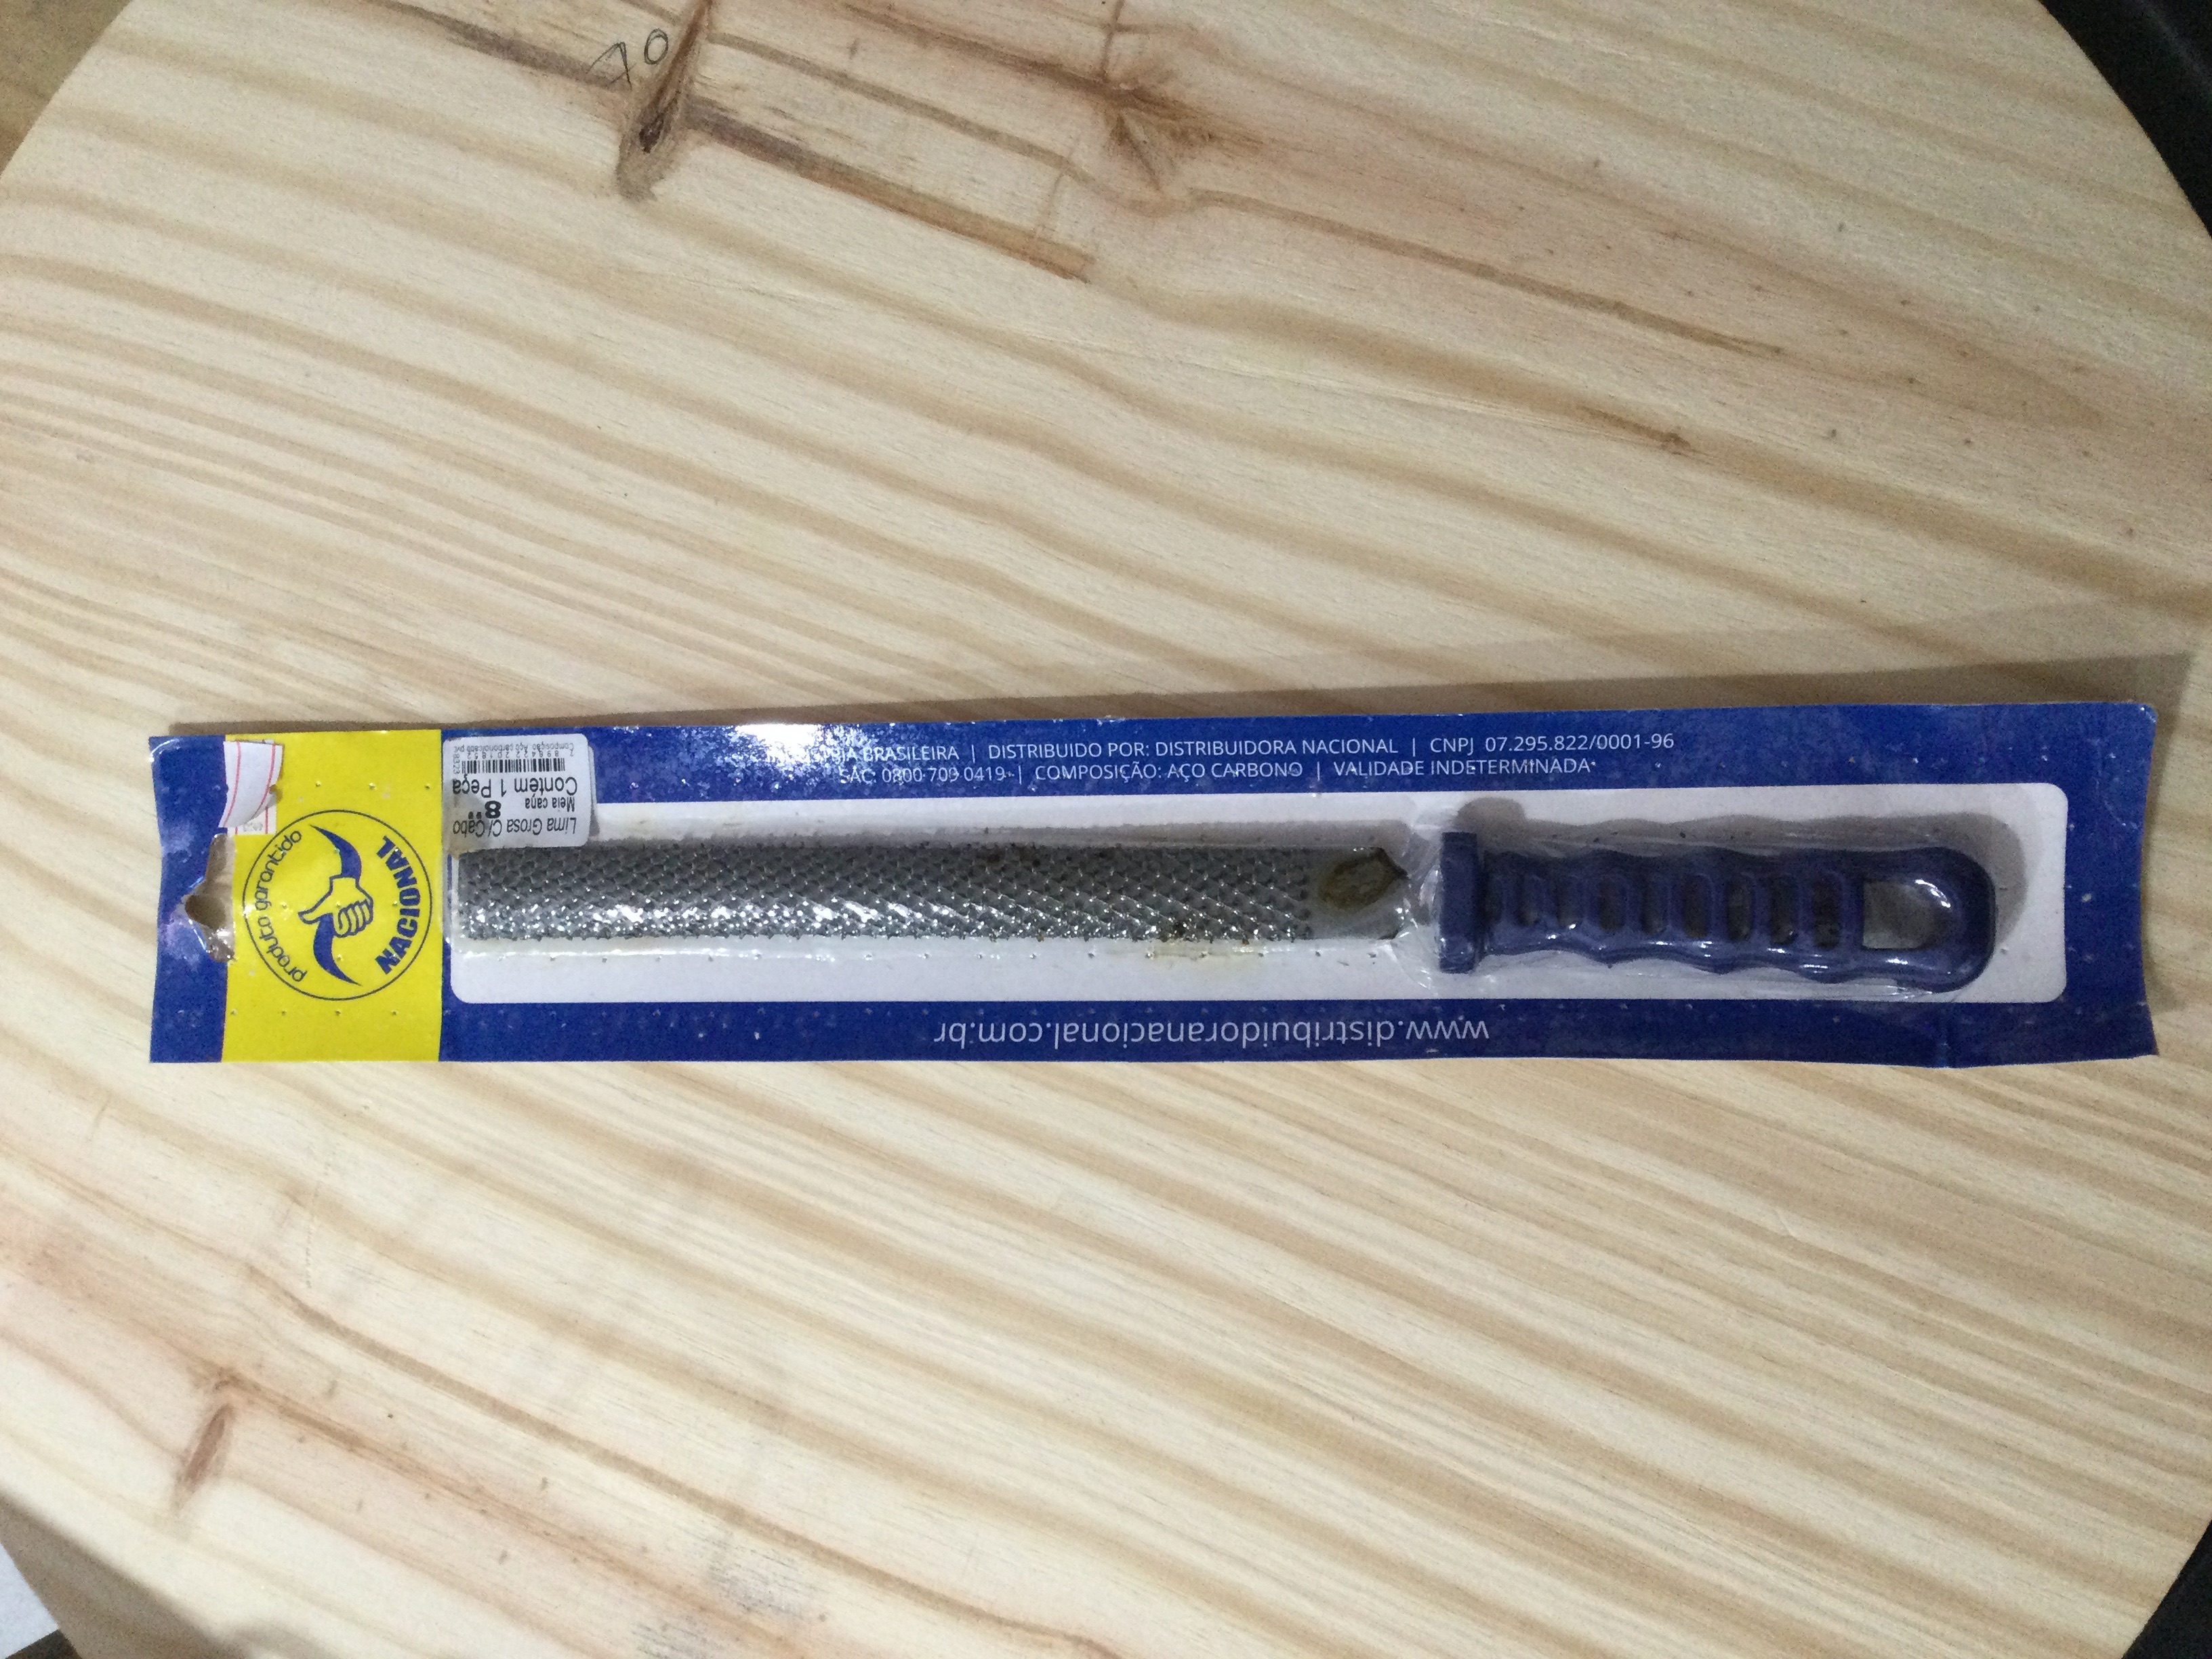 70
BRASILEIRA | DISTRIBUIDO POR: DISTRIBUIDORA NACIONAL | CNPJ 07.295.822/0001-96
SAC: 0800 709 0419 | COMPOSIÇÃO: AÇO CARBONO | VALIDADE INDETERMINADA
produto garantido
NACIONAL
Lima Grosa C/ Cabo
Meia cana 8"
Contém 1 Peça
www.distribuidoranacional.com.br